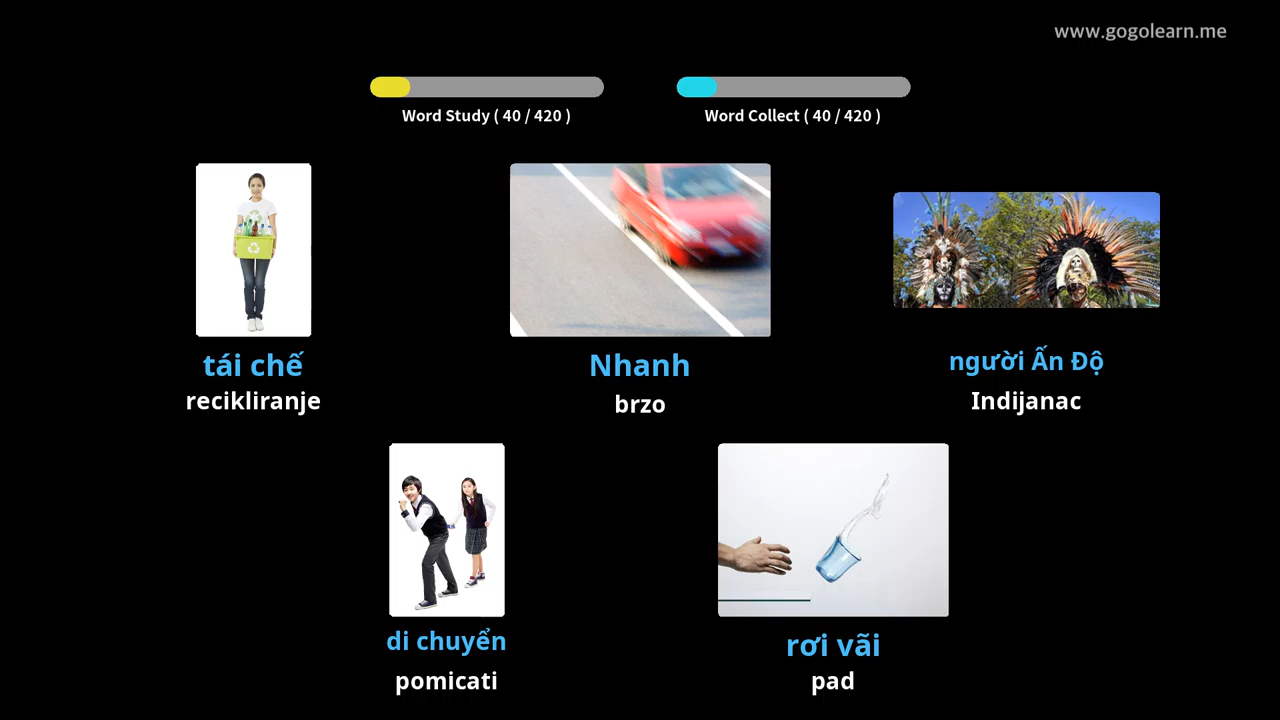 www.gogolearn.me
Word Study ( 40 / 420 )
Word Collect ( 40 / 420 )
tái chế
recikliranje
Nhanh
brzo
người Ấn Độ
Indijanac
di chuyển
pomicati
rơi vãi
pad